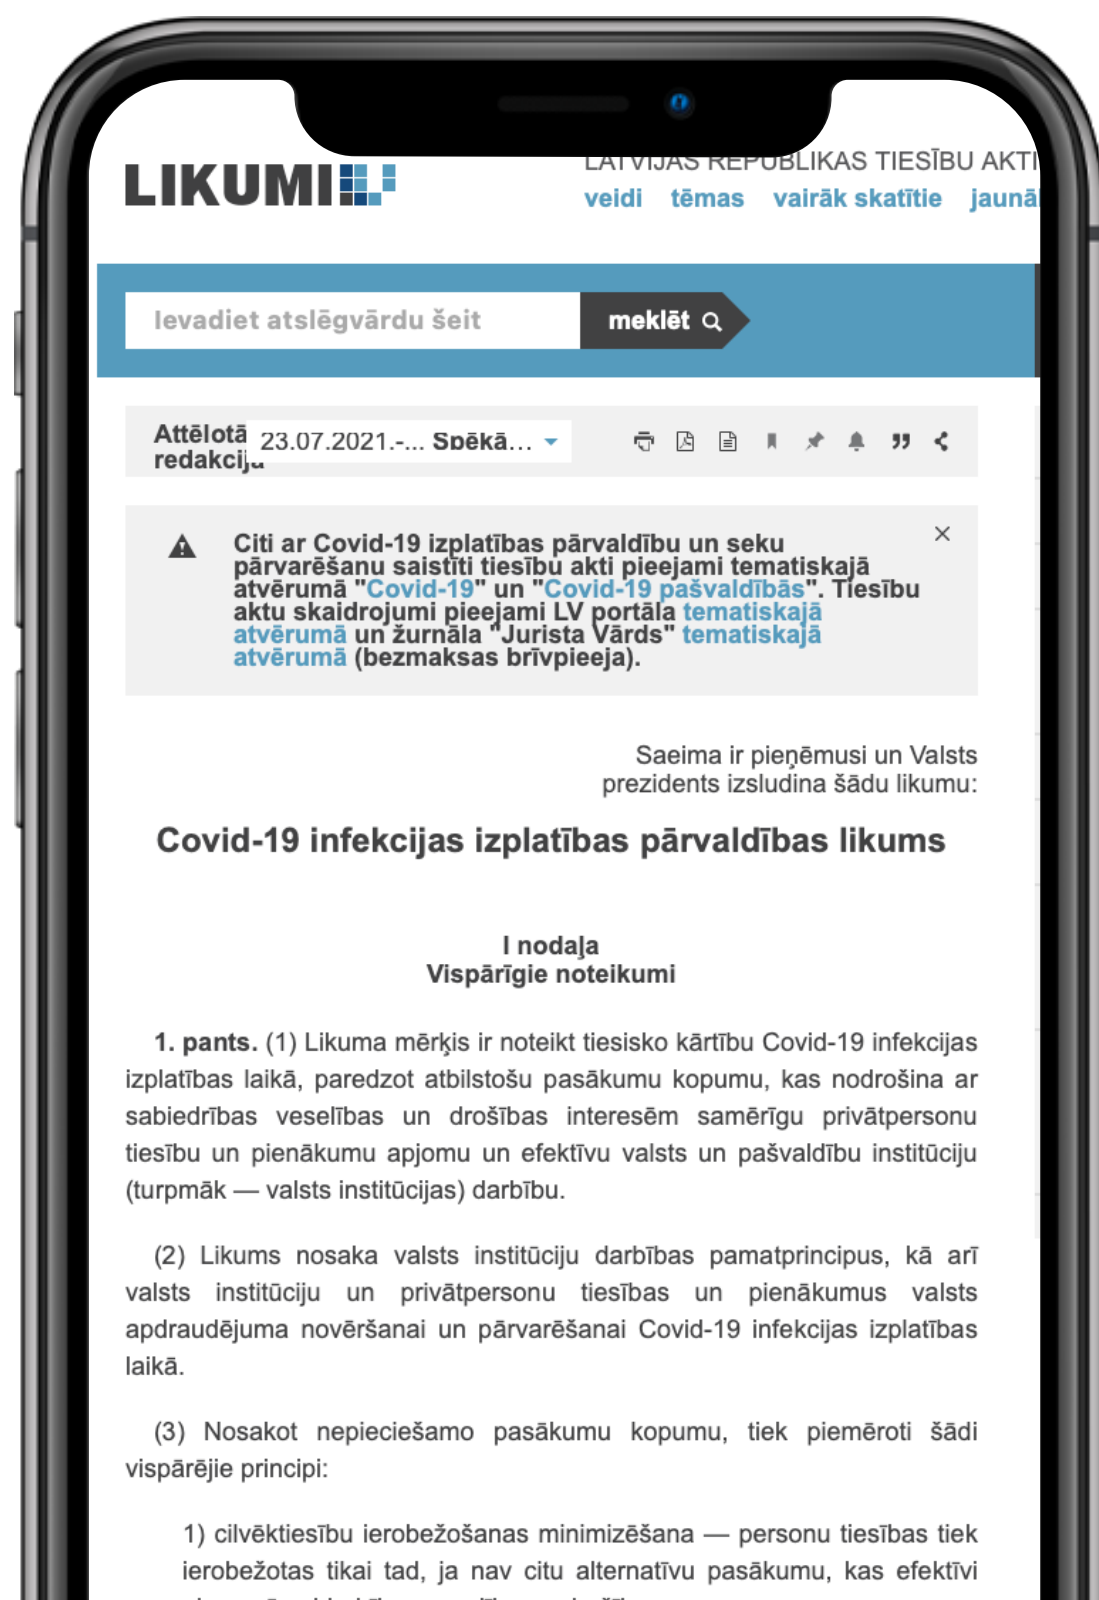 LIKUMI
LATVIJAS REPUBLIKAS TIESĪBU AKTI
veidi tēmas vairāk skatītie
Ievadiet atslēgvārdu šeit
meklēt
Attēlotā
redakcija
23.07.2021.-... Spēkā...
Citi ar Covid-19 izplatības pārvaldību un seku
pārvarēšanu saistīti tiesību akti pieejami tematiskajā
atvērumā "Covid-19" un "Covid-19 pašvaldībās". Tiesību
aktu skaidrojumi pieejami LV portāla tematiskajā
atvērumā un žurnāla "Jurista Vārds" tematiskajā
atvērumā (bezmaksas brīvpieeja).
Saeima ir pieņēmusi un Valsts
prezidents izsludina šādu likumu:
Covid-19 infekcijas izplatības pārvaldības likums
I nodaļa
Vispārīgie noteikumi
1. pants. (1) Likuma mērķis ir noteikt tiesisko kārtību Covid-19 infekcijas
izplatības laikā, paredzot atbilstošu pasākumu kopumu, kas nodrošina ar
sabiedrības veselības un drošības interesēm samērīgu privātpersonu
tiesību un pienākumu apjomu un efektīvu valsts un pašvaldību institūciju
(turpmāk — valsts institūcijas) darbību.
(2) Likums nosaka valsts institūciju darbības pamatprincipus, kā arī
valsts institūciju un privātpersonu tiesības un pienākumus valsts
apdraudējuma novēršanai un pārvarēšanai Covid-19 infekcijas izplatības
laikā.
(3) Nosakot nepieciešamo pasākumu kopumu, tiek piemēroti šādi
vispārējie principi:
1) cilvēktiesību ierobežošanas minimizēšana — personu tiesības tiek
ierobežotas tikai tad, ja nav citu alternatīvu pasākumu, kas efektīvi